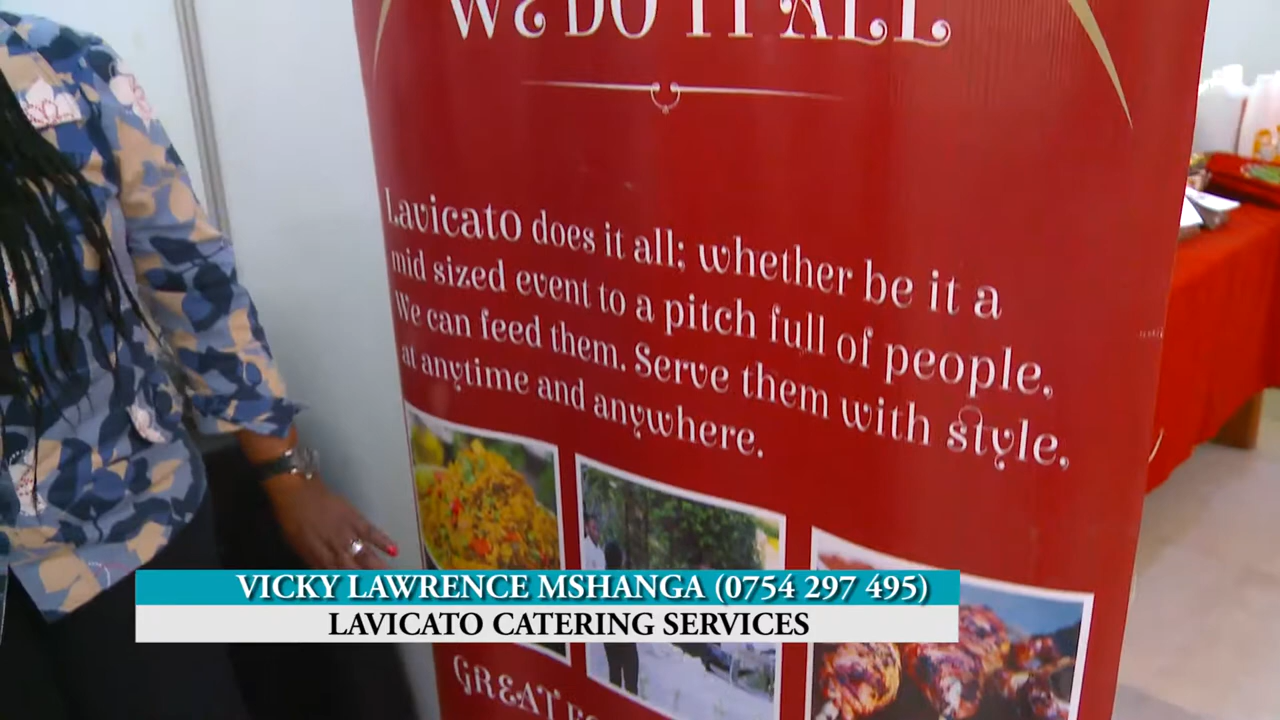 WE DO IT ALL
Lavicato does it all; whether be it a
mid sized event to a pitch full of people.
We can feed them. Serve them with style,
at anytime and anywhere.
VICKY LAWRENCE MSHANGA (0754 297 495)
LAVICATO CATERING SERVICES
GREAT